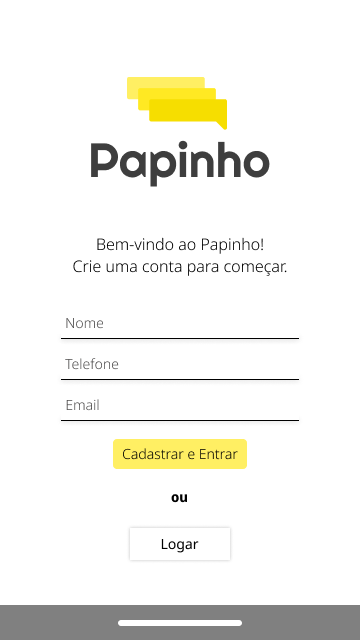 Papinho
Bem-vindo ao Papinho!
Crie uma conta para começar.
Nome
Telefone
Email
Cadastrar e Entrar
ou
Logar